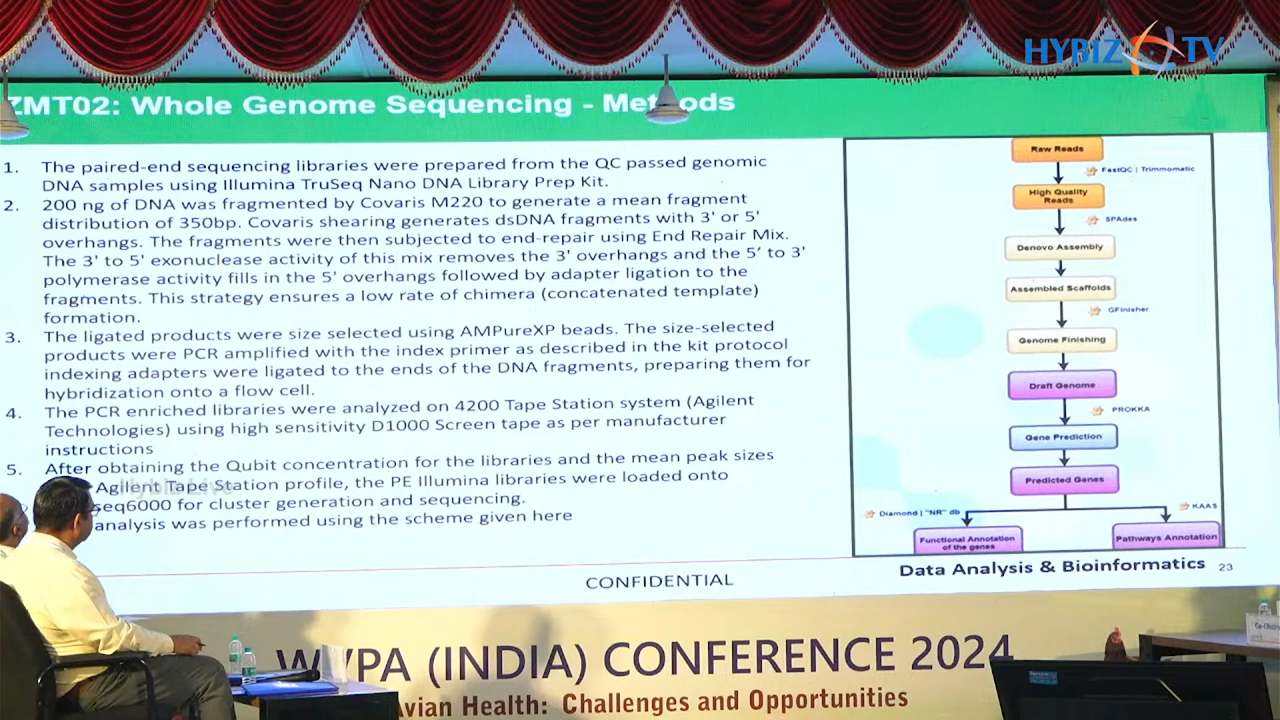 HYBIZ TV
ZMT02: Whole Genome Sequencing - Methods
1. The paired-end sequencing libraries were prepared from the QC passed genomic
DNA samples using Illumina TruSeq Nano DNA Library Prep Kit.
2. 200 ng of DNA was fragmented by Covaris M220 to generate a mean fragment
distribution of 350bp. Covaris shearing generates dsDNA fragments with 3' or 5'
overhangs. The fragments were then subjected to end-repair using End Repair Mix.
The 3' to 5' exonuclease activity of this mix removes the 3' overhangs and the 5’ to 3'
polymerase activity fills in the 5' overhangs followed by adapter ligation to the
fragments. This strategy ensures a low rate of chimera (concatenated template)
formation.
3. The ligated products were size selected using AMPureXP beads. The size-selected
products were PCR amplified with the index primer as described in the kit protocol
indexing adapters were ligated to the ends of the DNA fragments, preparing them for
hybridization onto a flow cell.
4. The PCR enriched libraries were analyzed on 4200 Tape Station system (Agilent
Technologies) using high sensitivity D1000 Screen tape as per manufacturer
instructions
5. After obtaining the Qubit concentration for the libraries and the mean peak sizes
Agilent Tape Station profile, the PE Illumina libraries were loaded onto
seq6000 for cluster generation and sequencing.
analysis was performed using the scheme given here
Hybiz Live
Raw Reads
FastQC | Trimmomatic
High Quality
Reads
SPAdes
Denovo Assembly
Assembled Scaffolds
GFinisher
Genome Finishing
Draft Genome
PROKKA
Gene Prediction
Predicted Genes
Diamond | "NR" db
KAAS
Functional Annotation
of the genes
Pathways Annotation
Data Analysis & Bioinformatics
23
CONFIDENTIAL
WVPA (INDIA) CONFERENCE 2024
Avian Health: Challenges and Opportunities